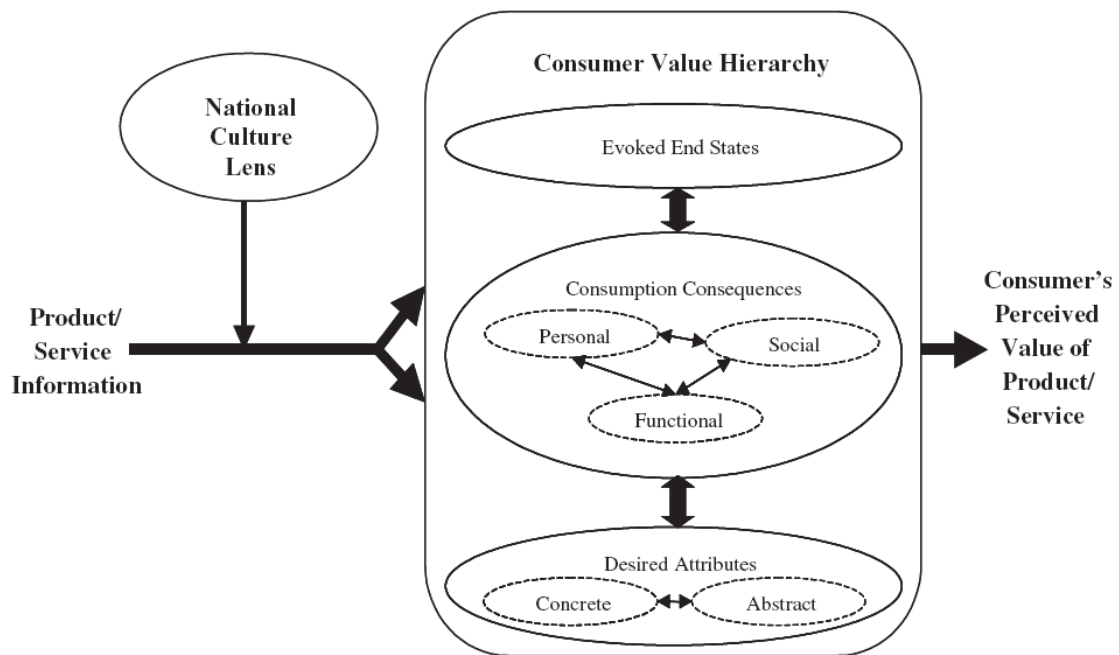 Consumer Value Hierarchy
National
Culture
Lens
Evoked End States
Product/
Service
Information
Consumption Consequences
Personal
Social
Functional
Desired Attributes
Concrete
Abstract
Consumer’s
Perceived
Value of
Product/
Service